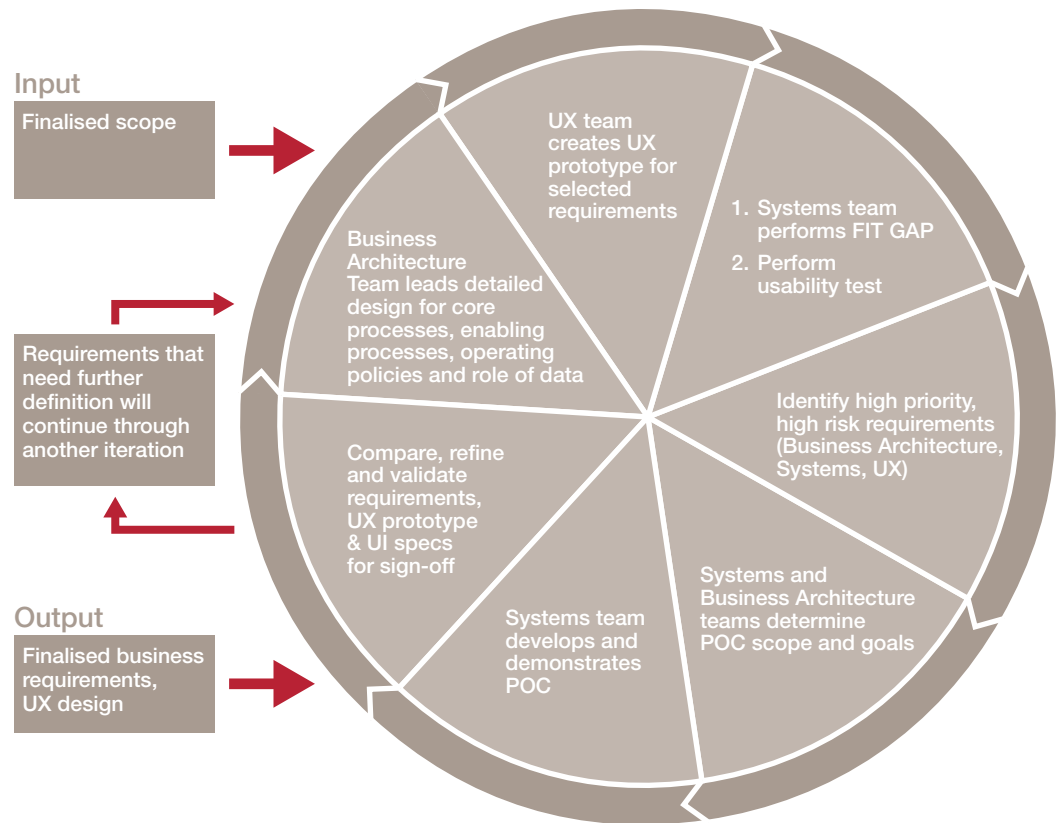 Input
Finalised scope
Requirements that
need further
definition will
continue through
another iteration
Output
Finalised business
requirements,
UX design
UX team
creates UX
prototype for
selected
requirements
1. Systems team
performs FIT GAP
2. Perform
usability test
Identify high priority,
high risk requirements
(Business Architecture,
Systems, UX)
Systems and
Business Architecture
teams determine
POC scope and goals
Systems team
develops and
demonstrates
POC
Compare, refine
and validate
requirements,
UX prototype
& UI specs
for sign-off
Business
Architecture
Team leads detailed
design for core
processes, enabling
processes, operating
policies and role of data